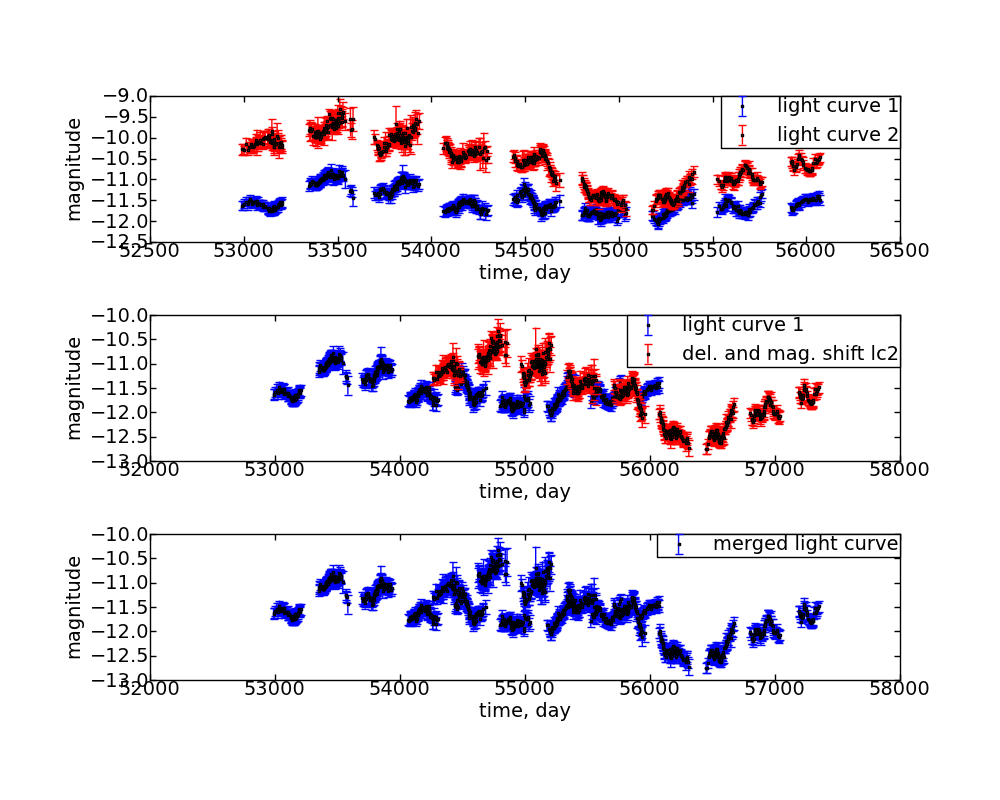 −9.0
−9.5
−10.0
−10.5
−11.0
−11.5
−12.0
−12.5
magnitude
light curve 1
light curve 2
52500 53000 53500 54000 54500 55000 55500 56000 56500
time, day
−10.0
−10.5
−11.0
−11.5
−12.0
−12.5
−13.0
magnitude
light curve 1
del. and mag. shift lc2
52000 53000 54000 55000 56000 57000 58000
time, day
−10.0
−10.5
−11.0
−11.5
−12.0
−12.5
−13.0
magnitude
merged light curve
52000 53000 54000 55000 56000 57000 58000
time, day